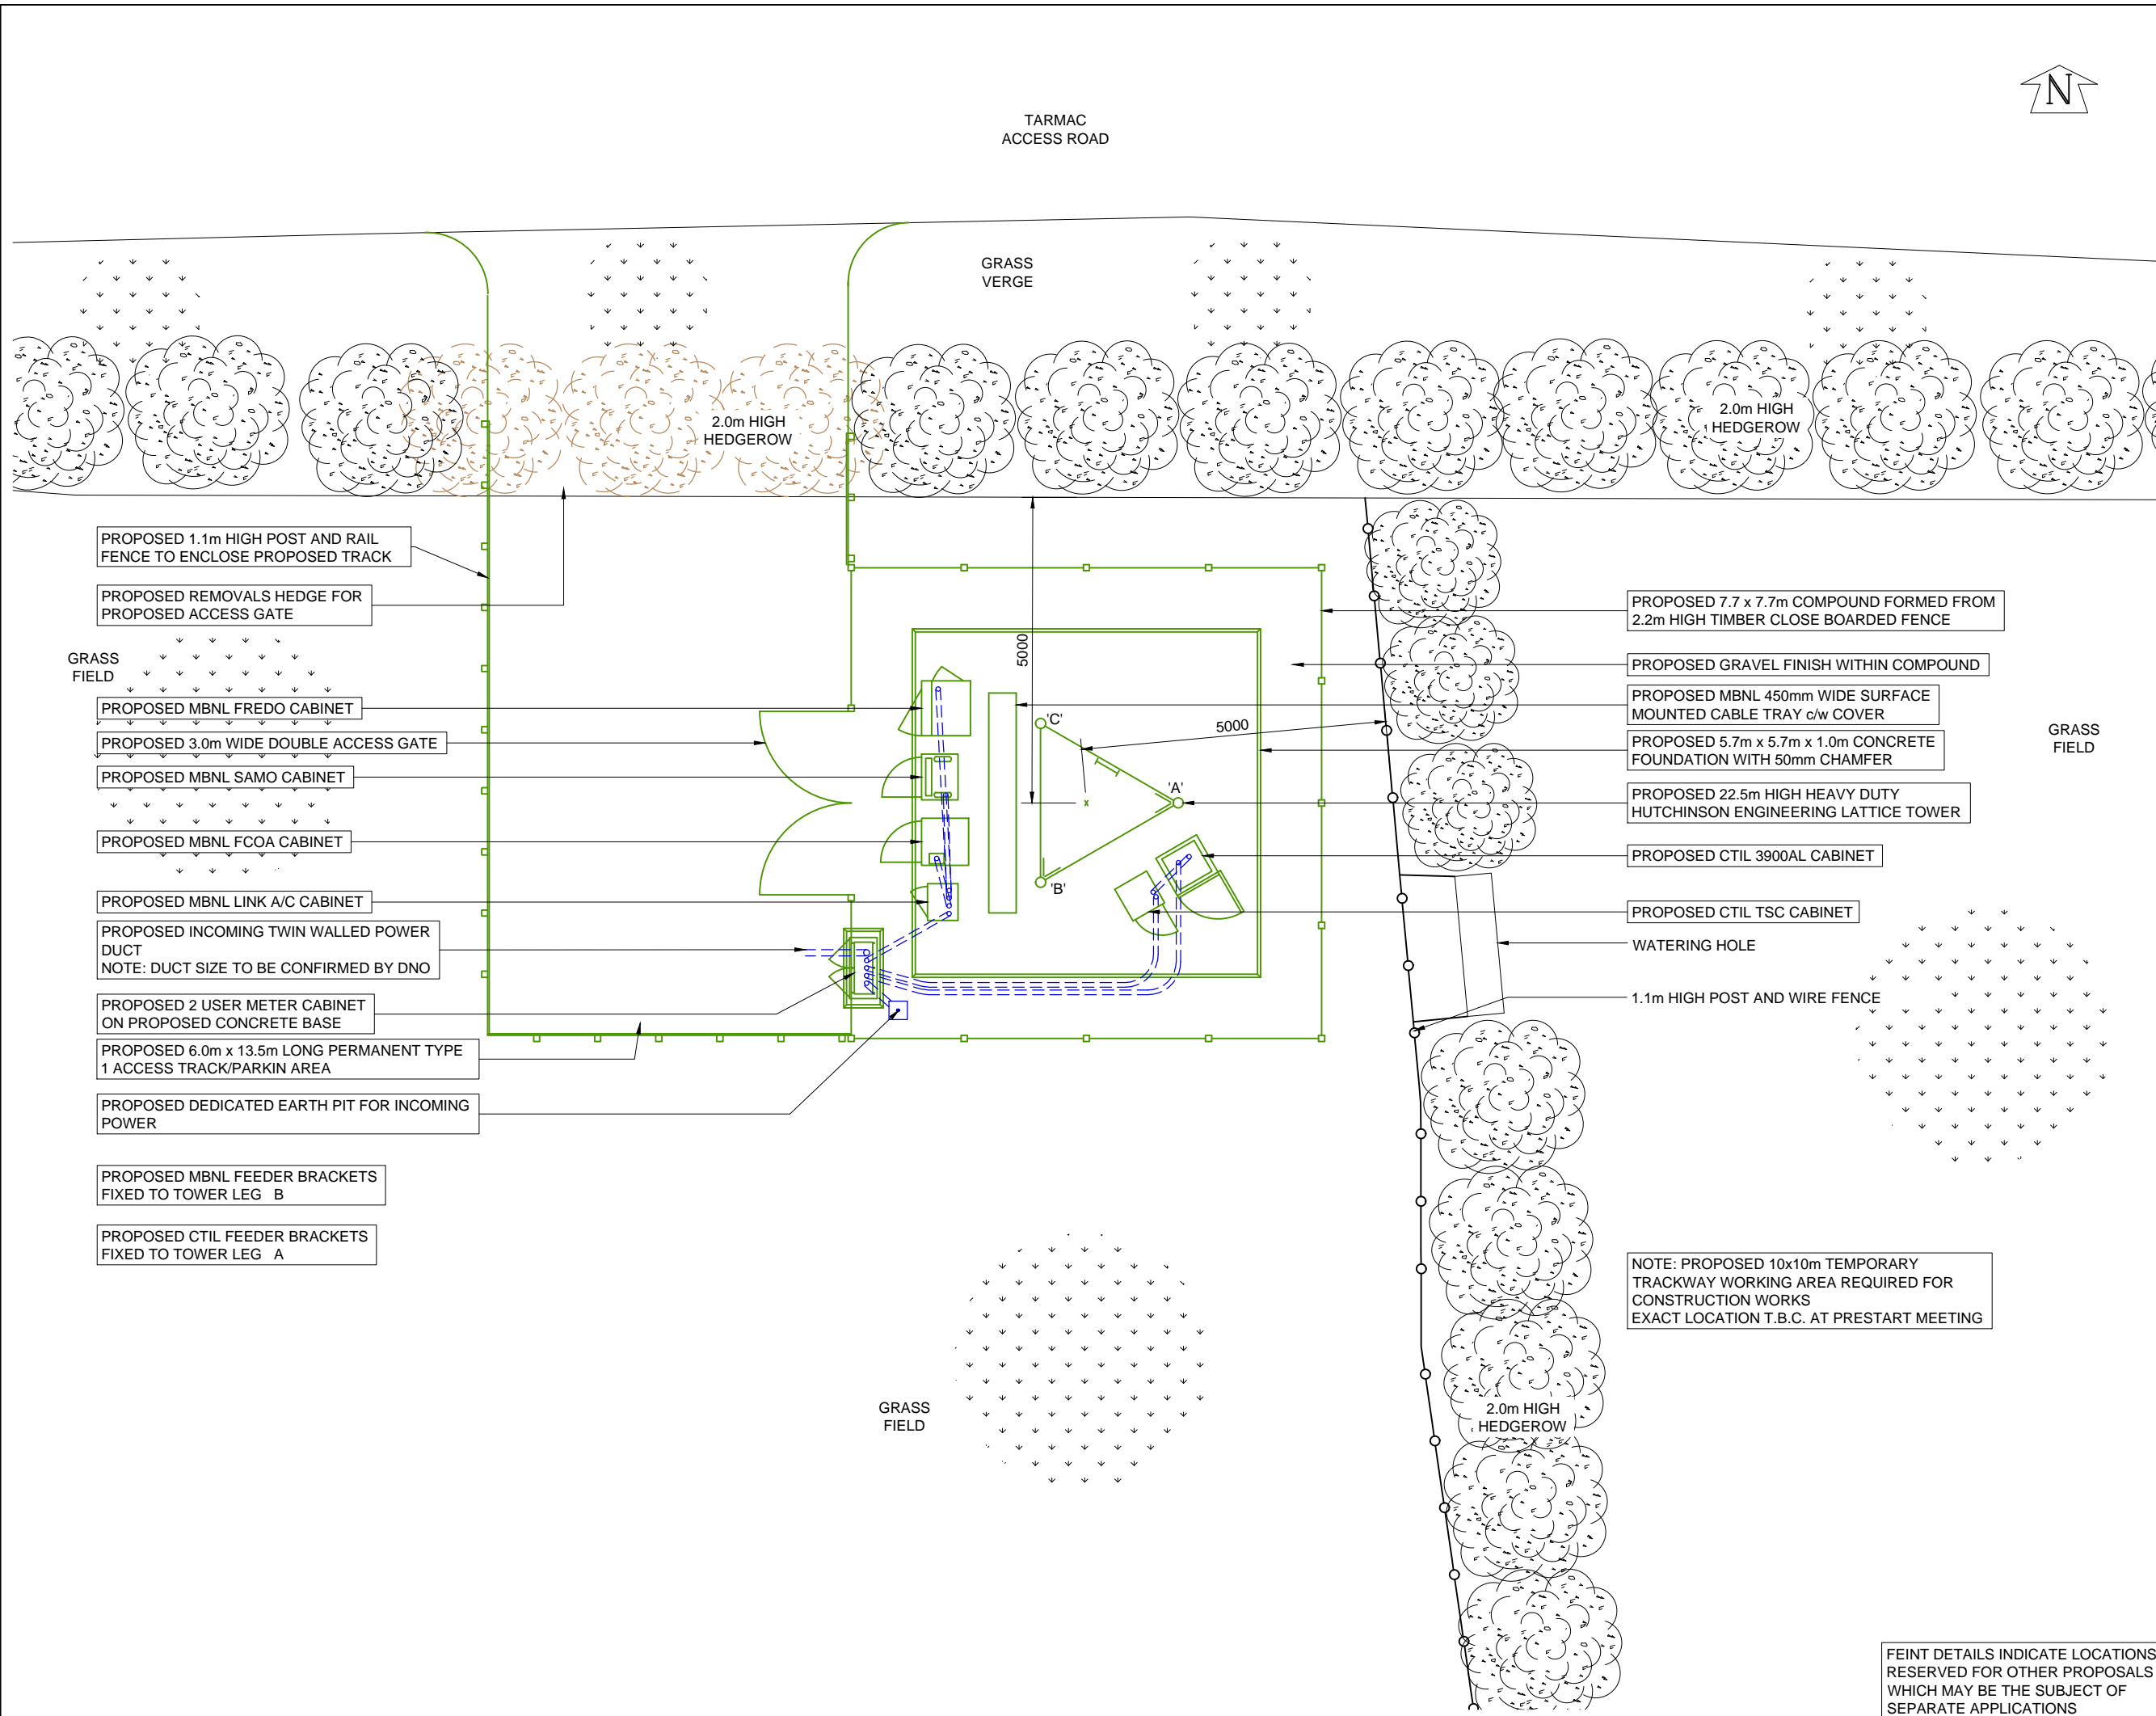 N
TARMAC
ACCESS ROAD
GRASS
VERGE
2.0m HIGH
HEDGEROW
2.0m HIGH
HEDGEROW
PROPOSED 1.1m HIGH POST AND RAIL
FENCE TO ENCLOSE PROPOSED TRACK
PROPOSED REMOVALS HEDGE FOR
PROPOSED ACCESS GATE
GRASS
FIELD
PROPOSED MBNL FREDO CABINET
PROPOSED 3.0m WIDE DOUBLE ACCESS GATE
PROPOSED MBNL SAMO CABINET
PROPOSED MBNL FCOA CABINET
PROPOSED MBNL LINK A/C CABINET
PROPOSED INCOMING TWIN WALLED POWER
DUCT
NOTE: DUCT SIZE TO BE CONFIRMED BY DNO
PROPOSED 2 USER METER CABINET
ON PROPOSED CONCRETE BASE
PROPOSED 6.0m x 13.5m LONG PERMANENT TYPE
1 ACCESS TRACK/PARKIN AREA
PROPOSED DEDICATED EARTH PIT FOR INCOMING
POWER
PROPOSED MBNL FEEDER BRACKETS
FIXED TO TOWER LEG B
PROPOSED CTIL FEEDER BRACKETS
FIXED TO TOWER LEG A
5000
5000
'C'
'A'
'B'
x
PROPOSED 7.7 x 7.7m COMPOUND FORMED FROM
2.2m HIGH TIMBER CLOSE BOARDED FENCE
PROPOSED GRAVEL FINISH WITHIN COMPOUND
PROPOSED MBNL 450mm WIDE SURFACE
MOUNTED CABLE TRAY c/w COVER
PROPOSED 5.7m x 5.7m x 1.0m CONCRETE
FOUNDATION WITH 50mm CHAMFER
PROPOSED 22.5m HIGH HEAVY DUTY
HUTCHINSON ENGINEERING LATTICE TOWER
PROPOSED CTIL 3900AL CABINET
PROPOSED CTIL TSC CABINET
WATERING HOLE
1.1m HIGH POST AND WIRE FENCE
GRASS
FIELD
NOTE: PROPOSED 10x10m TEMPORARY
TRACKWAY WORKING AREA REQUIRED FOR
CONSTRUCTION WORKS
EXACT LOCATION T.B.C. AT PRESTART MEETING
GRASS
FIELD
2.0m HIGH
HEDGEROW
FEINT DETAILS INDICATE LOCATIONS
RESERVED FOR OTHER PROPOSALS
WHICH MAY BE THE SUBJECT OF
SEPARATE APPLICATIONS